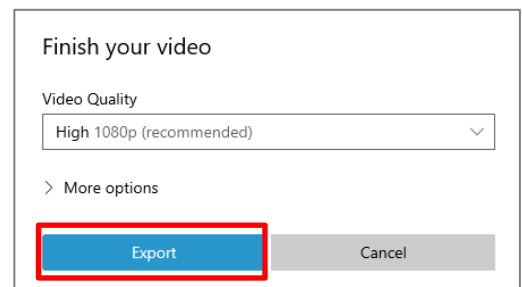 Finish your video
Video Quality
High 1080p (recommended)
More options
Export Cancel